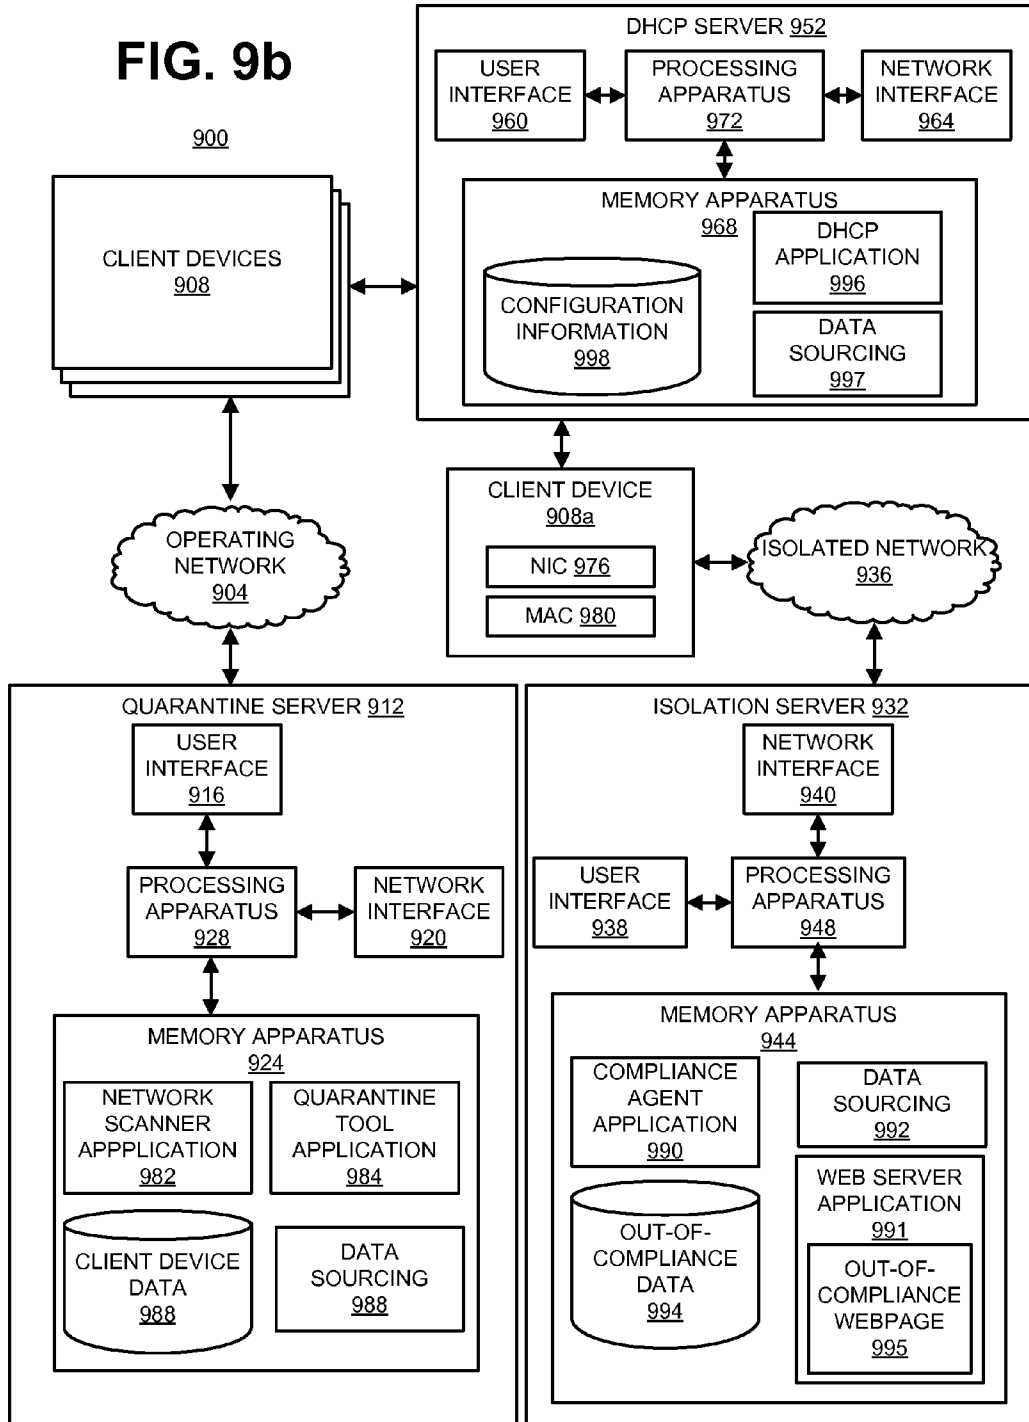 FIG. 9b
900
DHCP SERVER 952
USER
INTERFACE
960
PROCESSING
APPARATUS
972
NETWORK
INTERFACE
964
MEMORY APPARATUS
968
CONFIGURATION
INFORMATION
998
DHCP
APPLICATION
996
DATA
SOURCING
997
CLIENT DEVICES
908
CLIENT DEVICE
908a
NIC 976
MAC 980
OPERATING
NETWORK
904
ISOLATED NETWORK
936
QUARANTINE SERVER 912
USER
INTERFACE
916
PROCESSING
APPARATUS
928
NETWORK
INTERFACE
920
MEMORY APPARATUS
924
NETWORK
SCANNER
APPPLICATION
982
QUARANTINE
TOOL
APPLICATION
984
CLIENT DEVICE
DATA
988
DATA
SOURCING
988
ISOLATION SERVER 932
NETWORK
INTERFACE
940
USER
INTERFACE
938
PROCESSING
APPARATUS
948
MEMORY APPARATUS
944
COMPLIANCE
AGENT
APPLICATION
990
DATA
SOURCING
992
OUT-OF-
COMPLIANCE
DATA
994
WEB SERVER
APPLICATION
991
OUT-OF-
COMPLIANCE
WEBPAGE
995